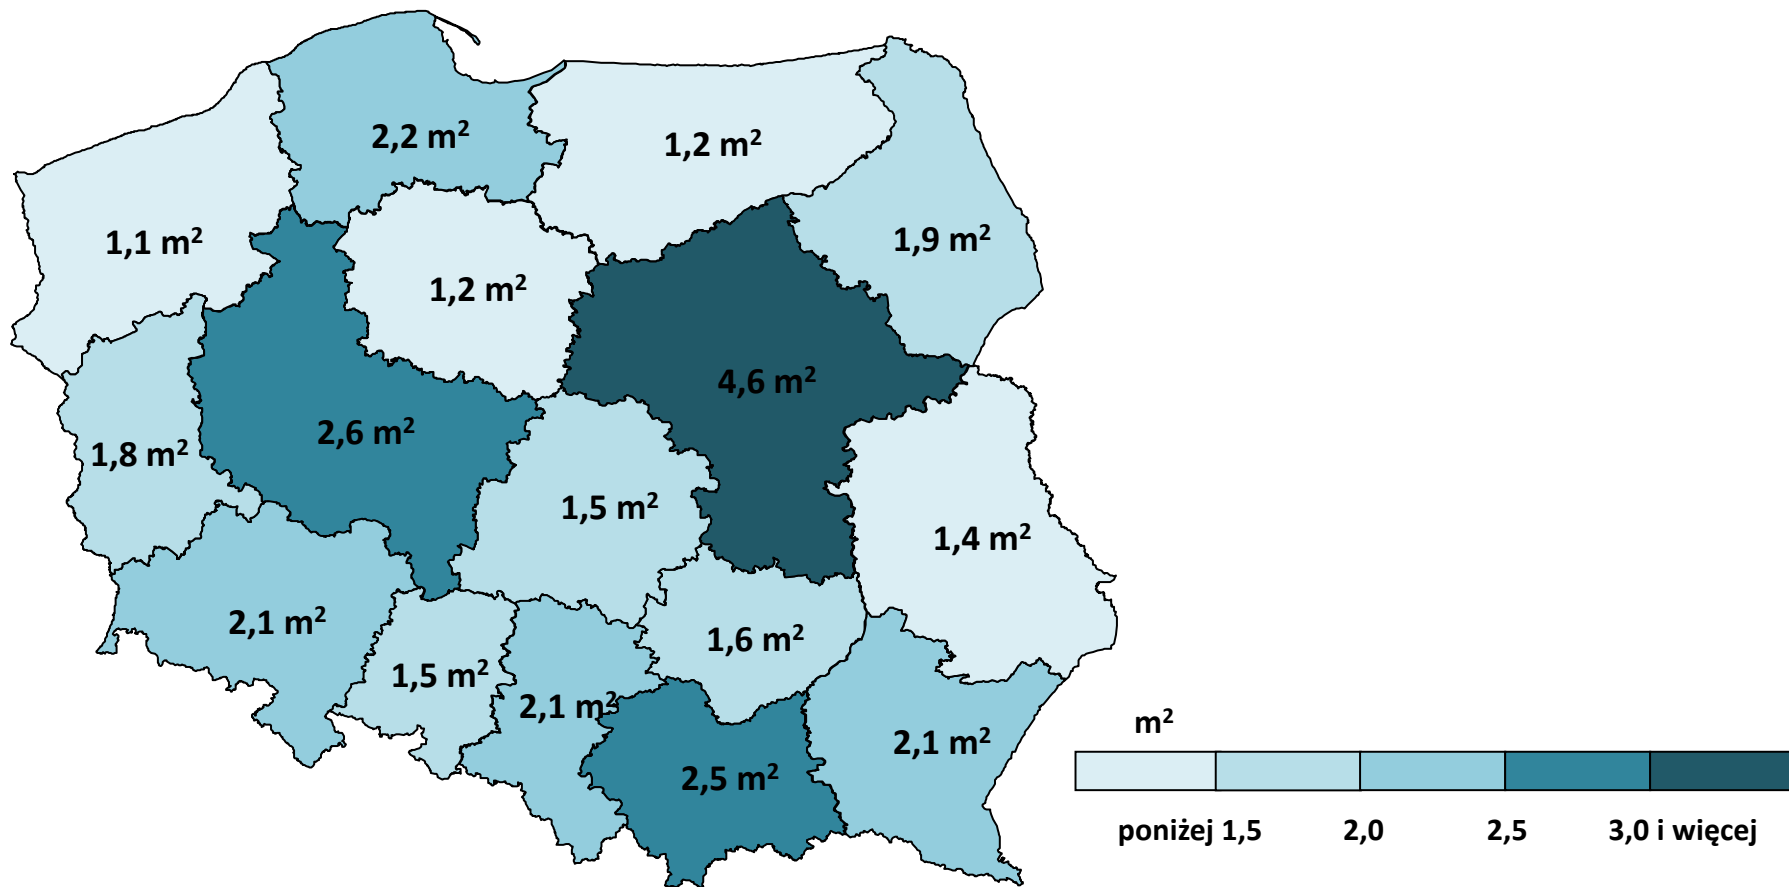 2,2 m²
1,2 m²
1,1 m²
1,9 m²
1,2 m²
4,6 m²
2,6 m²
1,8 m²
1,5 m²
1,4 m²
2,1 m²
1,6 m²
1,5 m²
2,1 m²
2,1 m²
2,5 m²
m²
poniżej 1,5 2,0 2,5 3,0 i więcej